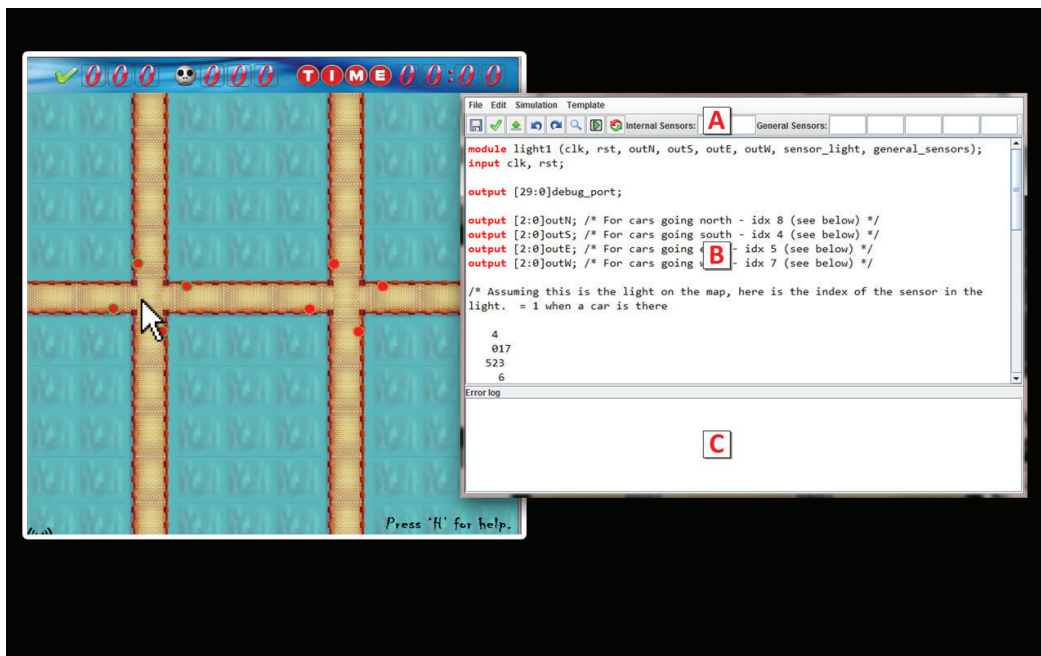 000 000 TIME 00:00
File Edit Simulation Template
Internal Sensors: A General Sensors:
module light1 (clk, rst, outN, outS, outE, outW, sensor_light, general_sensors);
input clk, rst;
output [29:0]debug_port;
output [2:0]outN; /* For cars going north - idx 8 (see below) */
output [2:0]outS; /* For cars going south - idx 4 (see below) */
output [2:0]outE; /* For cars going - idx 5 (see below) */
output [2:0]outW; /* For cars going - idx 7 (see below) */
B
/* Assuming this is the light on the map, here is the index of the sensor in the
light. = 1 when a car is there
4
017
523
6
Error log
C
Press 'H' for help.